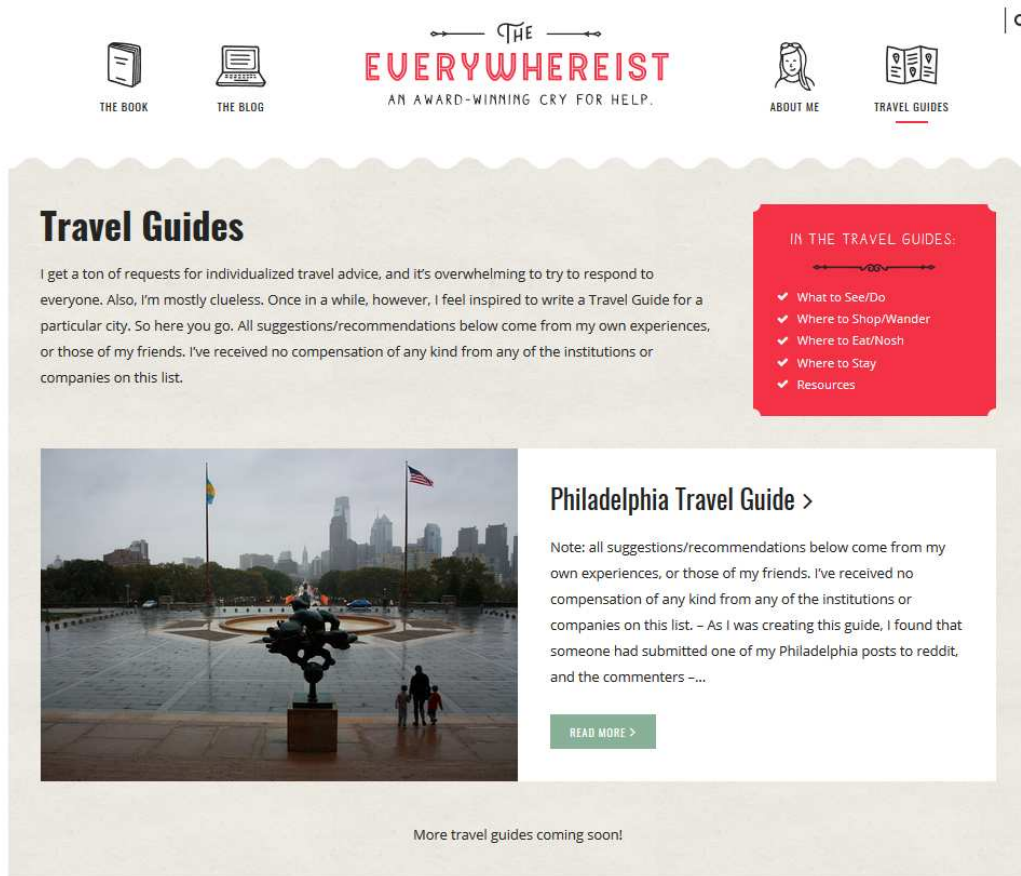 THE
EVERYWHEREIST
AN AWARD-WINNING CRY FOR HELP.
THE BOOK
THE BLOG
ABOUT ME
TRAVEL GUIDES
Travel Guides
I get a ton of requests for individualized travel advice, and it's overwhelming to try to respond to
everyone. Also, I'm mostly clueless. Once in a while, however, I feel inspired to write a Travel Guide for a
particular city. So here you go. All suggestions/recommendations below come from my own experiences,
or those of my friends. I've received no compensation of any kind from any of the institutions or
companies on this list.
IN THE TRAVEL GUIDES:
What to See/Do
Where to Shop/Wander
Where to Eat/Nosh
Where to Stay
Resources
Philadelphia Travel Guide >
Note: all suggestions/recommendations below come from my
own experiences, or those of my friends. I've received no
compensation of any kind from any of the institutions or
companies on this list. – As I was creating this guide, I found that
someone had submitted one of my Philadelphia posts to reddit,
and the commenters –...
READ MORE >
More travel guides coming soon!